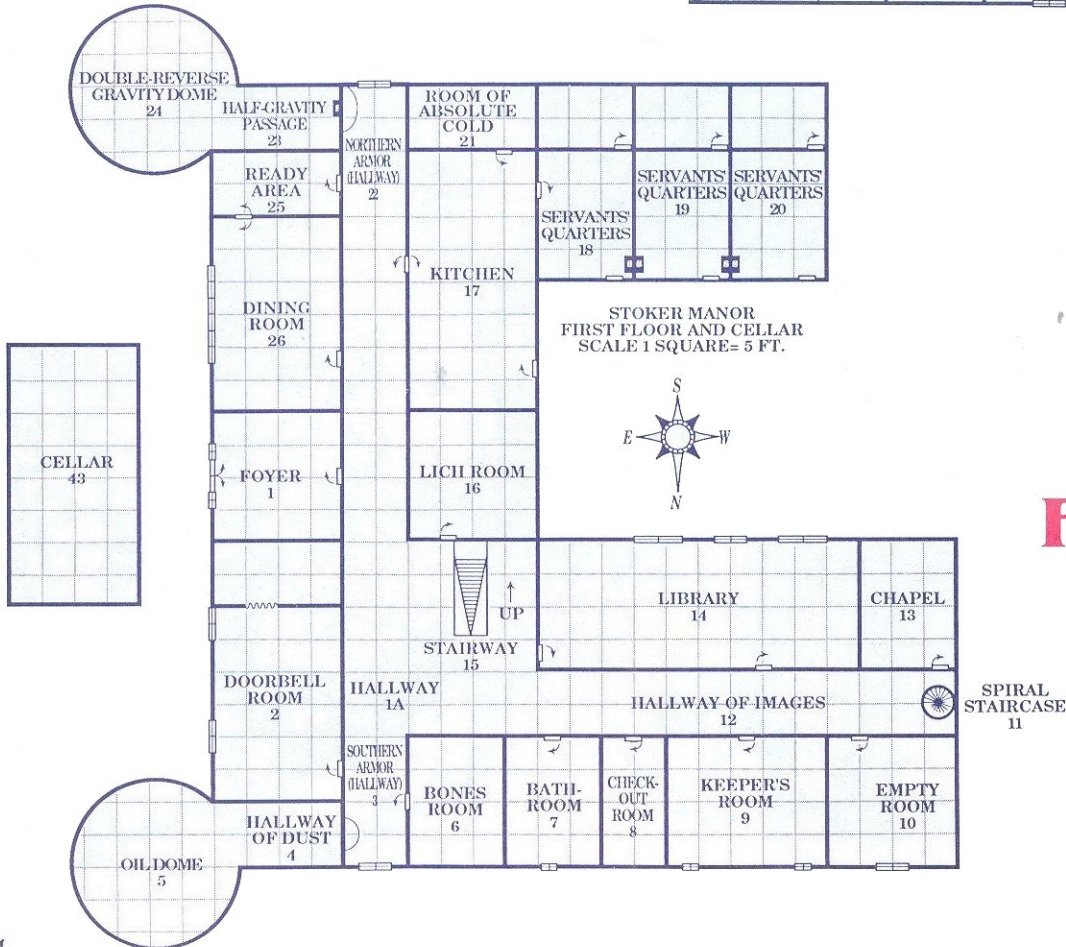 DOUBLE-REVERSE
GRAVITY DOME
24
HALF-GRAVITY
PASSAGE
23
NORTHERN
ARMOR
(HALLWAY)
22
ROOM OF
ABSOLUTE
COLD
21
READY
AREA
25
SERVANTS'
QUARTERS
18
SERVANTS'
QUARTERS
19
SERVANTS'
QUARTERS
20
KITCHEN
17
DINING
ROOM
26
STOKER MANOR
FIRST FLOOR AND CELLAR
SCALE 1 SQUARE= 5 FT.
S
E W
N
CELLAR
43
FOYER
1
LICH ROOM
16
UP
STAIRWAY
15
LIBRARY
14
CHAPEL
13
DOORBELL
ROOM
2
HALLWAY
1A
HALLWAY OF IMAGES
12
SPIRAL
STAIRCASE
11
SOUTHERN
ARMOR
(HALLWAY)
3
BONES
ROOM
6
BATH-
ROOM
7
CHECK-
OUT
ROOM
8
KEEPER'S
ROOM
9
EMPTY
ROOM
10
HALLWAY
OF DUST
4
OIL DOME
5